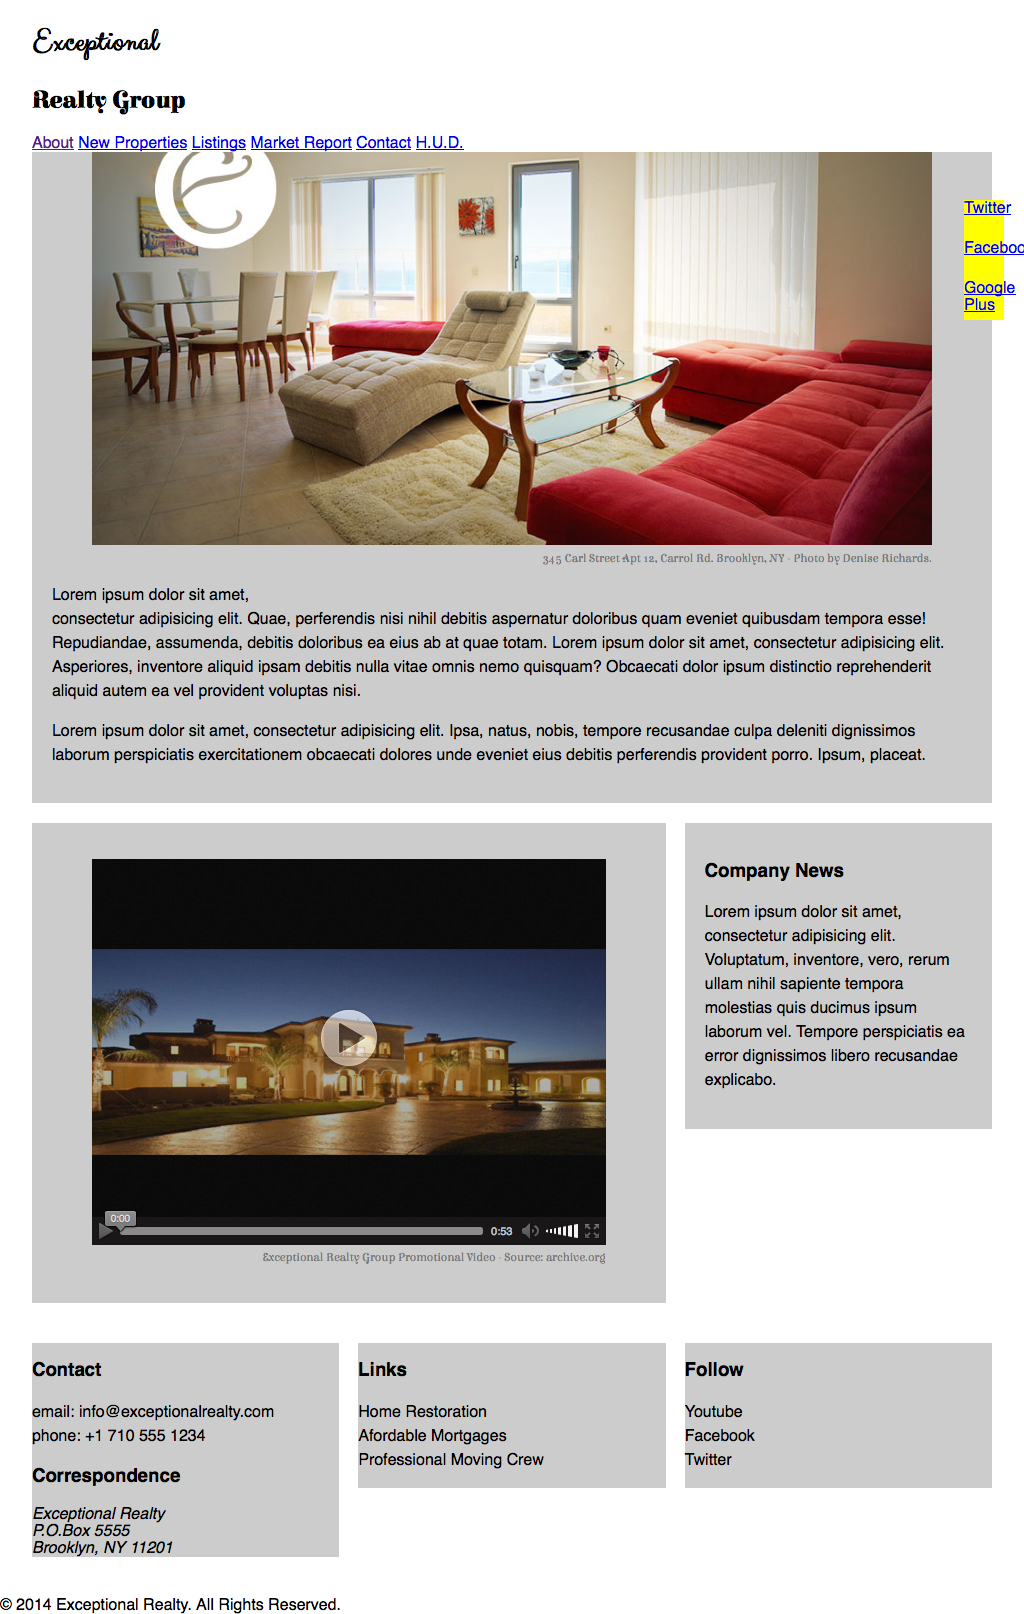 Exceptional
Realty Group
About New Properties Listings Market Report Contact H.U.D.
Twitter
Faceboo
Google
Plus
345 Carl Street Apt 12, Carrol Rd. Brooklyn, NY - Photo by Denise Richards.
Lorem ipsum dolor sit amet,
consectetur adipisicing elit. Quae, perferendis nisi nihil debitis aspernatur doloribus quam eveniet quibusdam tempora esse!
Repudiandae, assumenda, debitis doloribus ea eius ab at quae totam. Lorem ipsum dolor sit amet, consectetur adipisicing elit.
Asperiores, inventore aliquid ipsam debitis nulla vitae omnis nemo quisquam? Obcaecati dolor ipsum distinctio reprehenderit
aliquid autem ea vel provident voluptas nisi.
Lorem ipsum dolor sit amet, consectetur adipisicing elit. Ipsa, natus, nobis, tempore recusandae culpa deleniti dignissimos
laborum perspiciatis exercitationem obcaecati dolores unde eveniet eius debitis perferendis provident porro. Ipsum, placeat.
0:00
0:53
Exceptional Realty Group Promotional Video - Source: archive.org
Company News
Lorem ipsum dolor sit amet,
consectetur adipisicing elit.
Voluptatum, inventore, vero, rerum
ullam nihil sapiente tempora
molestias quis ducimus ipsum
laborum vel. Tempore perspiciatis ea
error dignissimos libero recusandae
explicabo.
Contact
email: info@exceptionalrealty.com
phone: +1 710 555 1234
Correspondence
Exceptional Realty
P.O.Box 5555
Brooklyn, NY 11201
Links
Home Restoration
Afordable Mortgages
Professional Moving Crew
Follow
Youtube
Facebook
Twitter
© 2014 Exceptional Realty. All Rights Reserved.